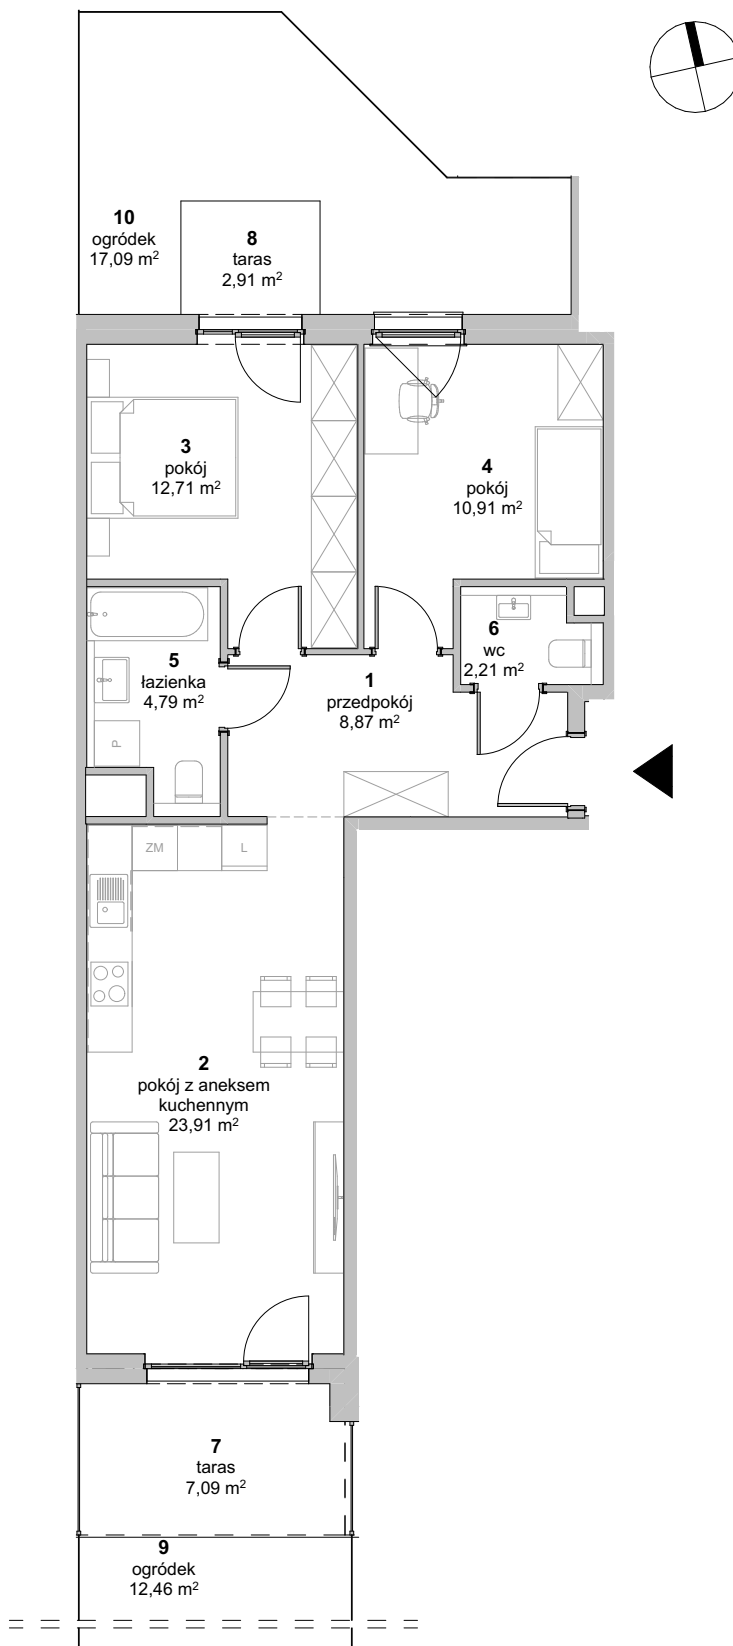 10
ogródek
17,09 m²
8
taras
2,91 m²
3
pokój
12,71 m²
4
pokój
10,91 m²
5
łazienka
4,79 m²
6
wc
2,21 m²
1
przedpokój
8,87 m²
P
ZM
L
2
pokój z aneksem
kuchennym
23,91 m²
7
taras
7,09 m²
9
ogródek
12,46 m²